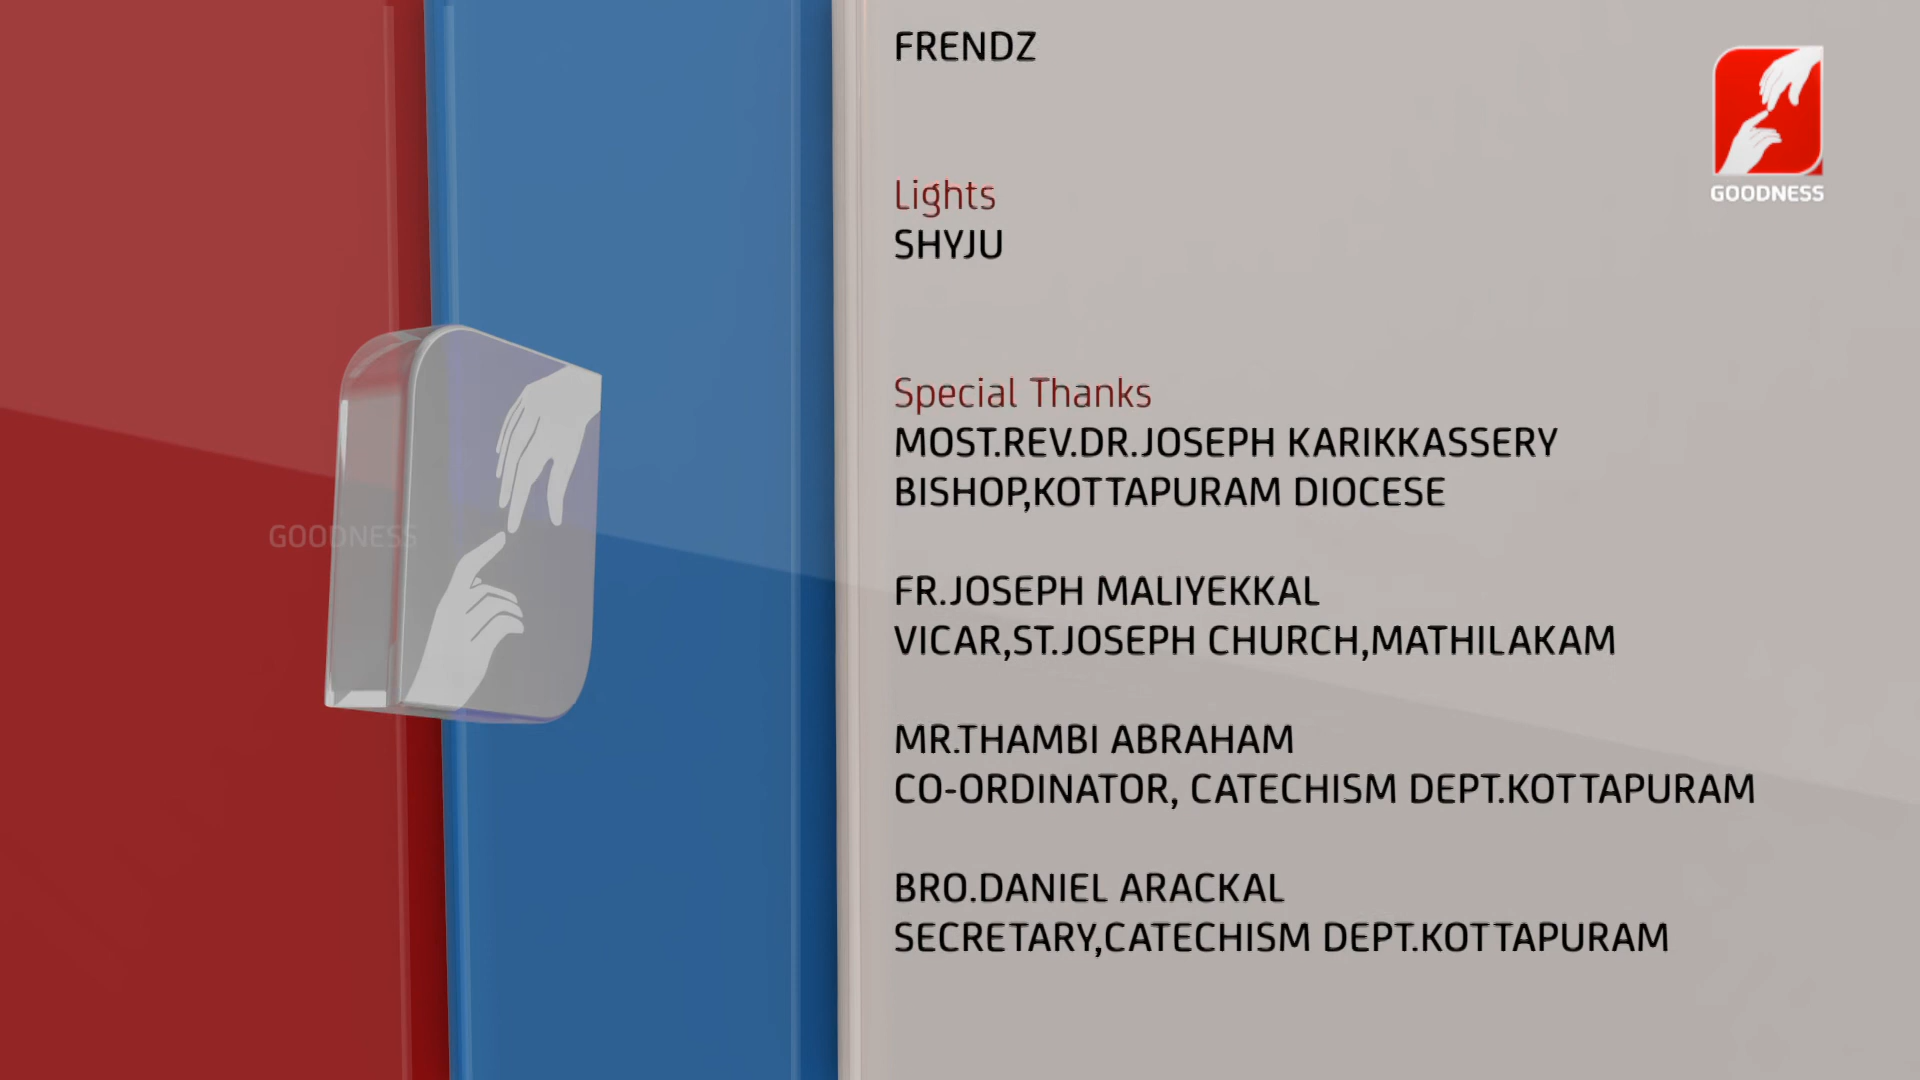 FRENDZ
GOODNESS
Lights
SHYJU
Special Thanks
MOST.REV.DR.JOSEPH KARIKKASSERY
BISHOP,KOTTAPURAM DIOCESE
GOODNESS
FR.JOSEPH MALIYEKKAL
VICAR,ST.JOSEPH CHURCH,MATHILAKAM
MR.THAMBI ABRAHAM
CO-ORDINATOR, CATECHISM DEPT.KOTTAPURAM
BRO.DANIEL ARACKAL
SECRETARY,CATECHISM DEPT.KOTTAPURAM